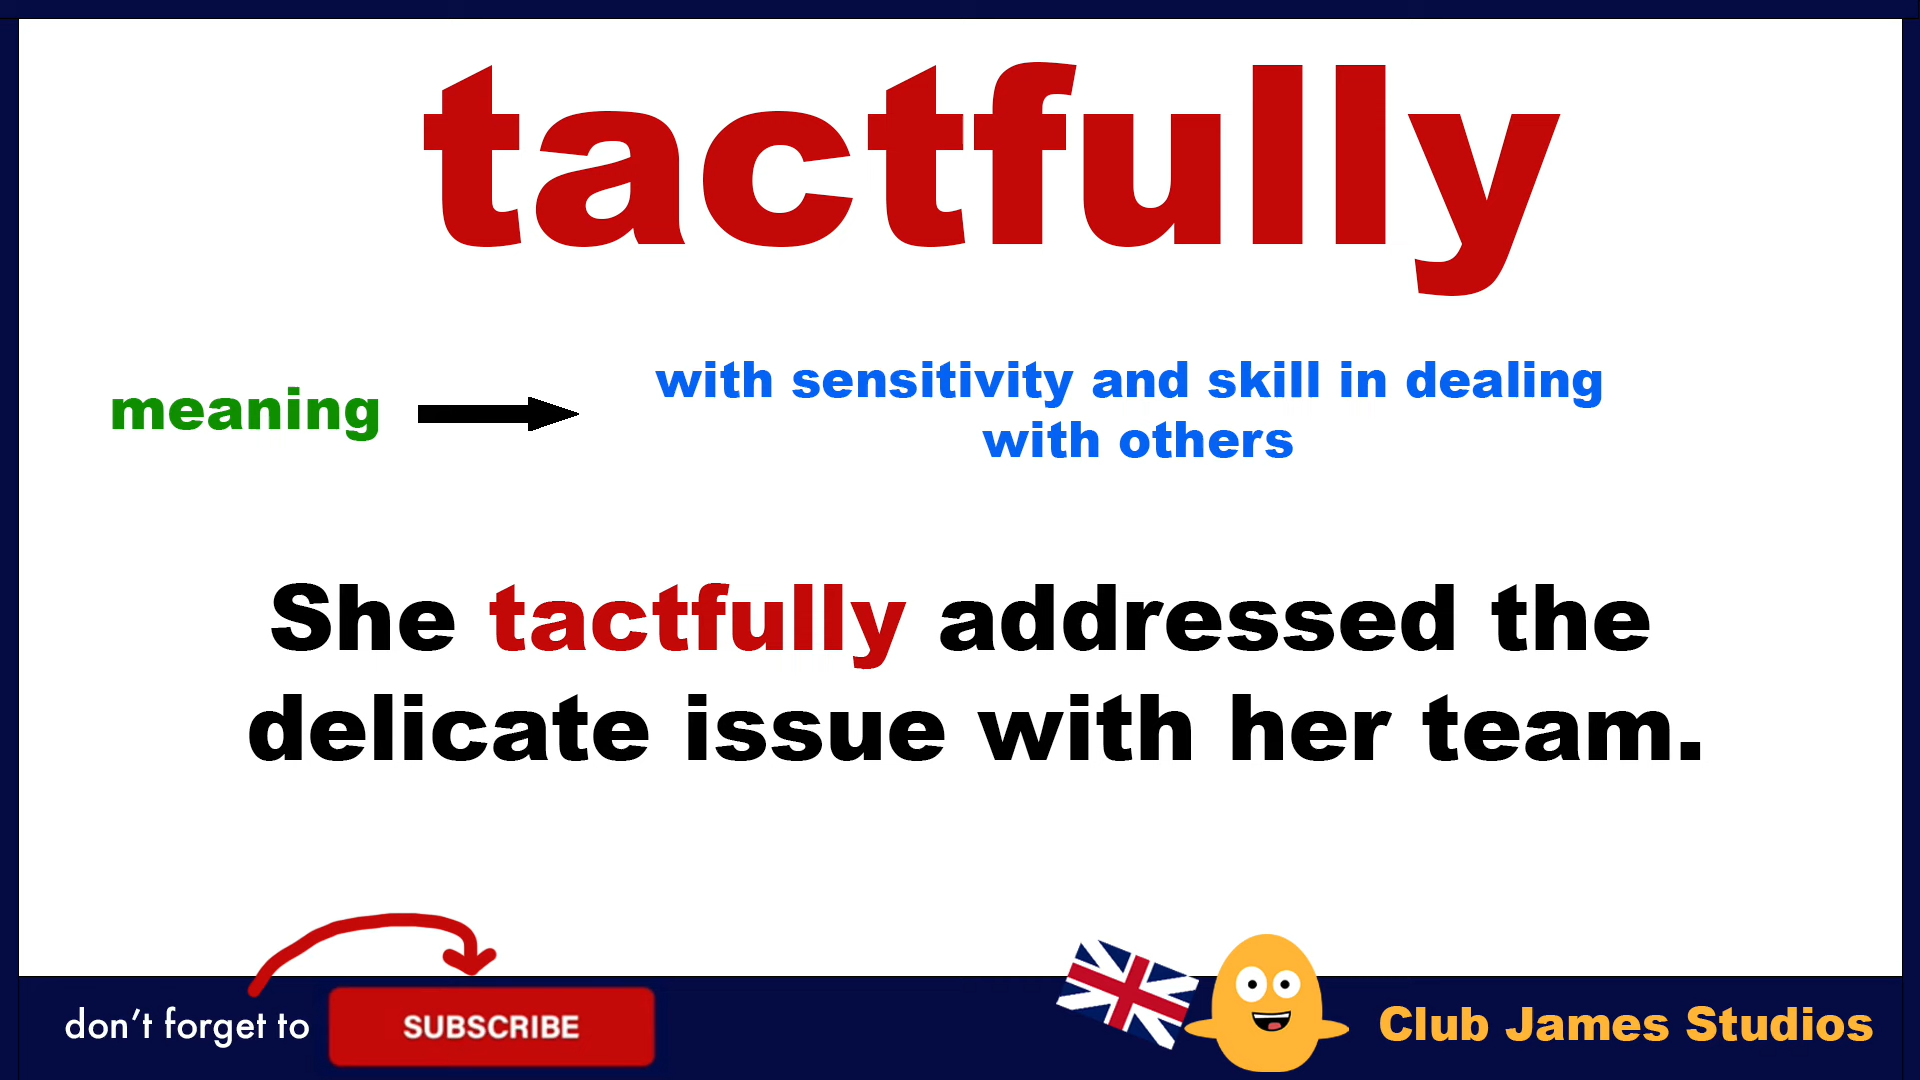 tactfully
meaning
with sensitivity and skill in dealing
with others
She tactfully addressed the
delicate issue with her team.
don't forget to
SUBSCRIBE
Club James Studios